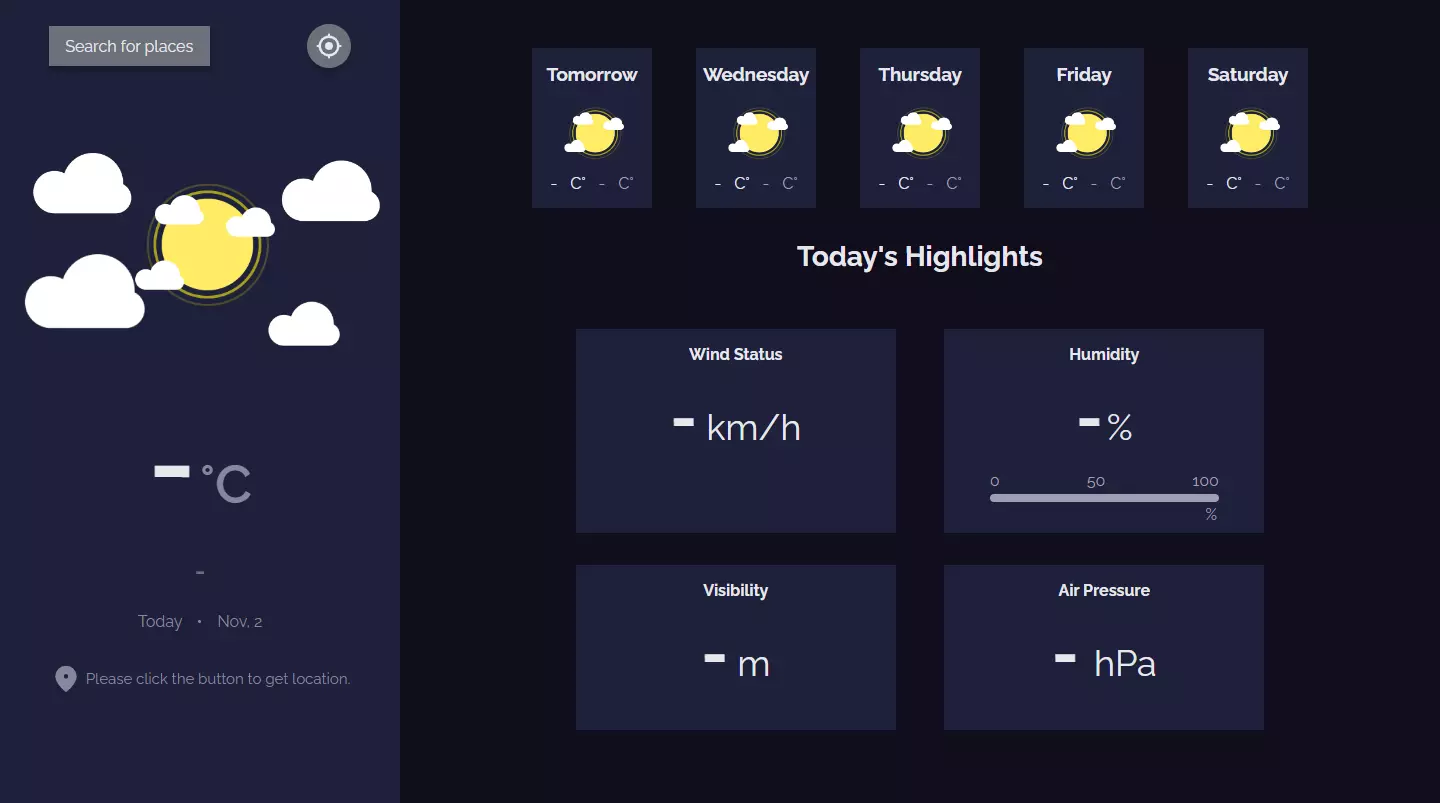 Search for places
- °C
-
Today • Nov, 2
Please click the button to get location.
Tomorrow
- C° - C°
Wednesday
- C° - C°
Thursday
- C° - C°
Friday
- C° - C°
Saturday
- C° - C°
Today's Highlights
Wind Status
- km/h
Humidity
- %
0 50 100
%
Visibility
- m
Air Pressure
- hPa